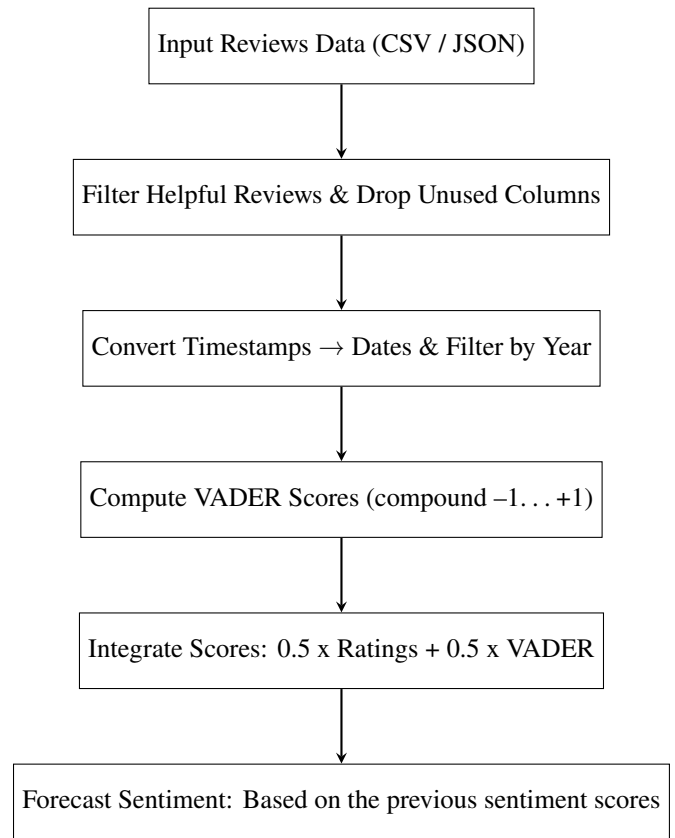 Input Reviews Data (CSV / JSON)
Filter Helpful Reviews & Drop Unused Columns
Convert Timestamps → Dates & Filter by Year
Compute VADER Scores (compound –1. . . +1)
Integrate Scores: 0.5 x Ratings + 0.5 x VADER
Forecast Sentiment: Based on the previous sentiment scores